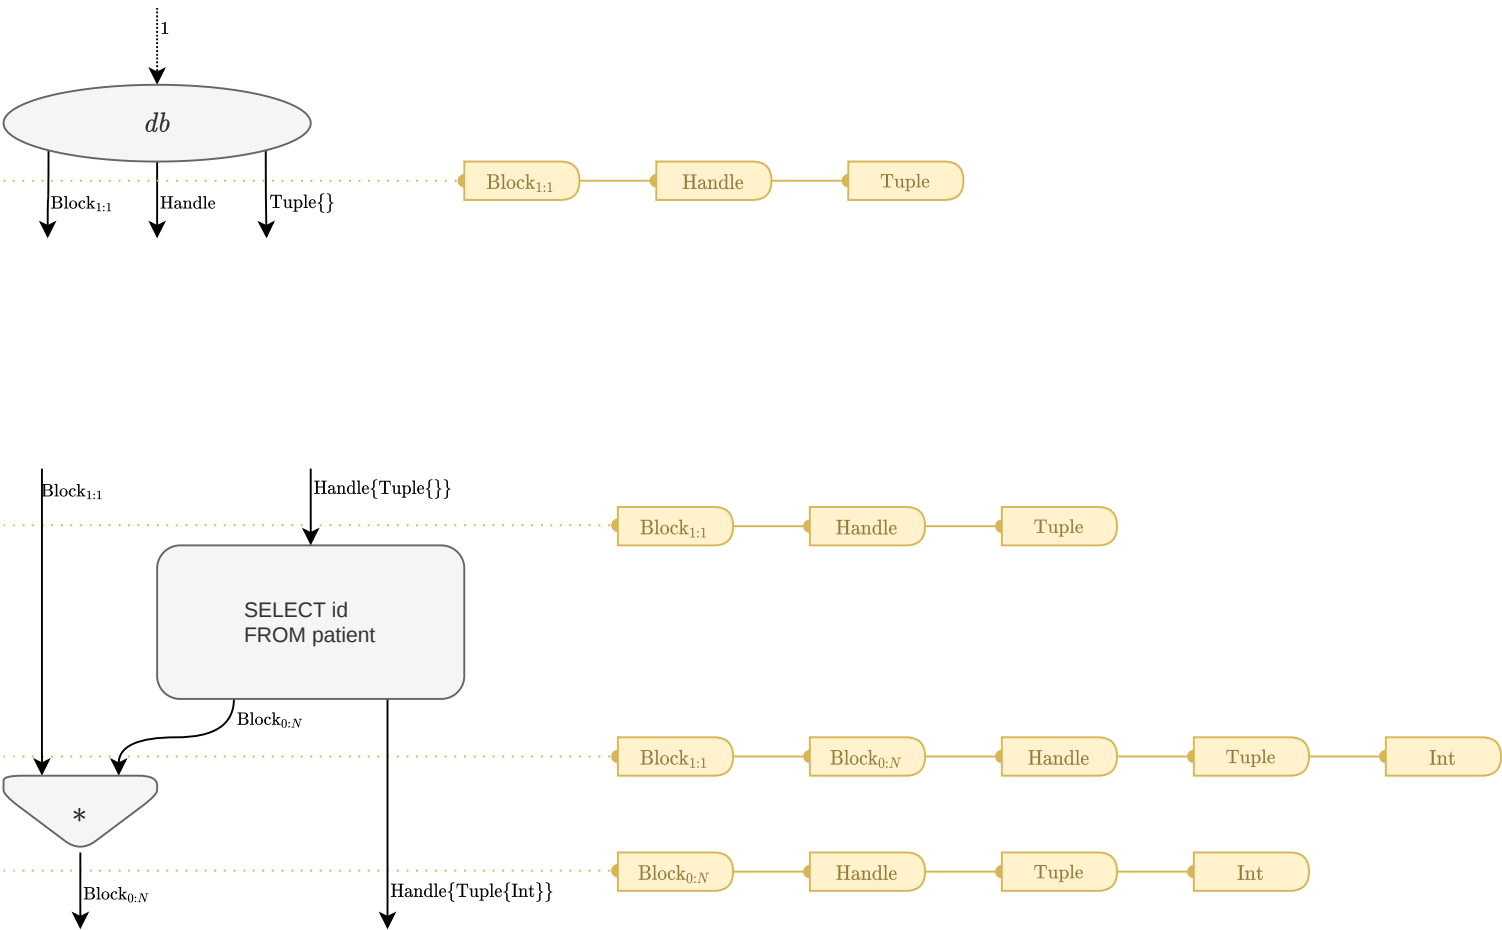 1
db
Block1:1 Handle Tuple
Block1:1 Handle Tuple{}
Block1:1 Handle{Tuple{}}
Block1:1 Handle Tuple
SELECT id
FROM patient
Block0:N
Block1:1 Block0:N Handle Tuple Int
*
Block0:N Handle Tuple Int
Block0:N Handle{Tuple{Int}}